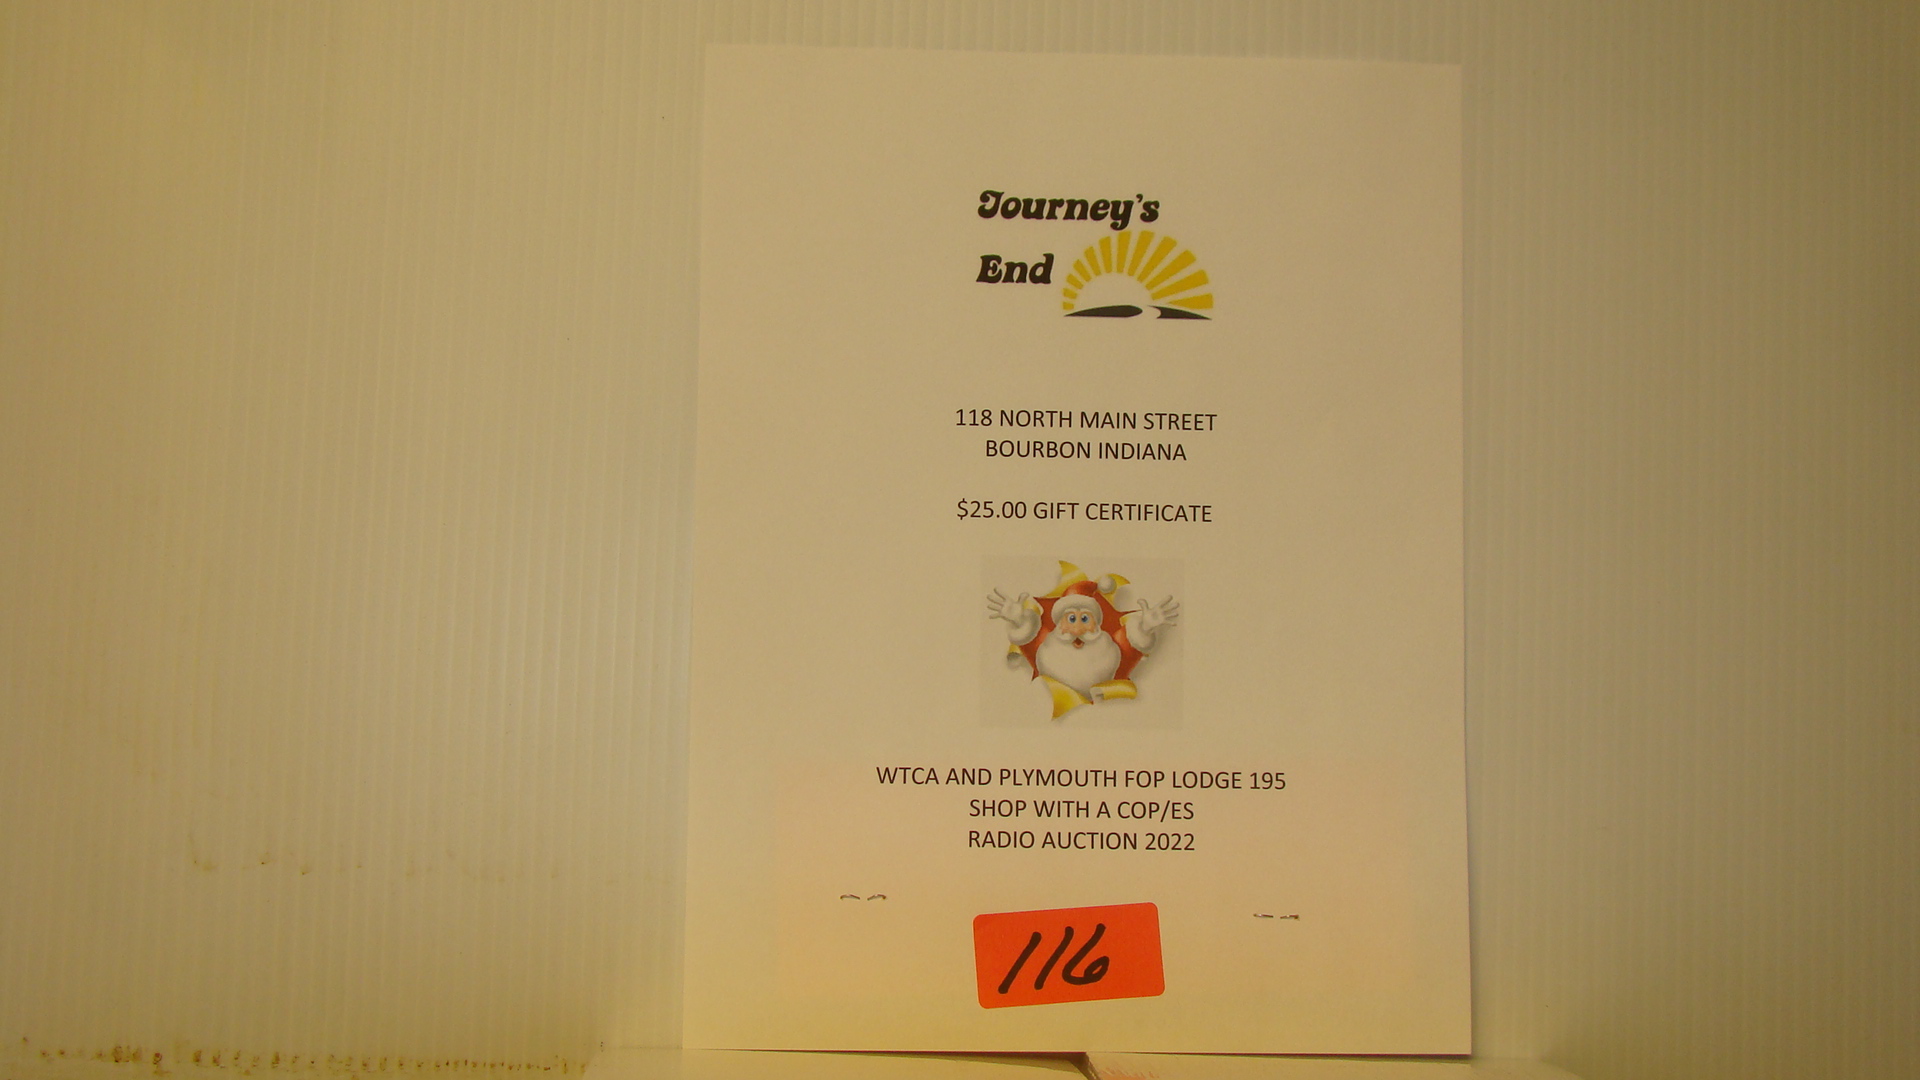 Journey's
End
118 NORTH MAIN STREET
BOURBON INDIANA
$25.00 GIFT CERTIFICATE
WTCA AND PLYMOUTH FOP LODGE 195
SHOP WITH A COP/ES
RADIO AUCTION 2022
116